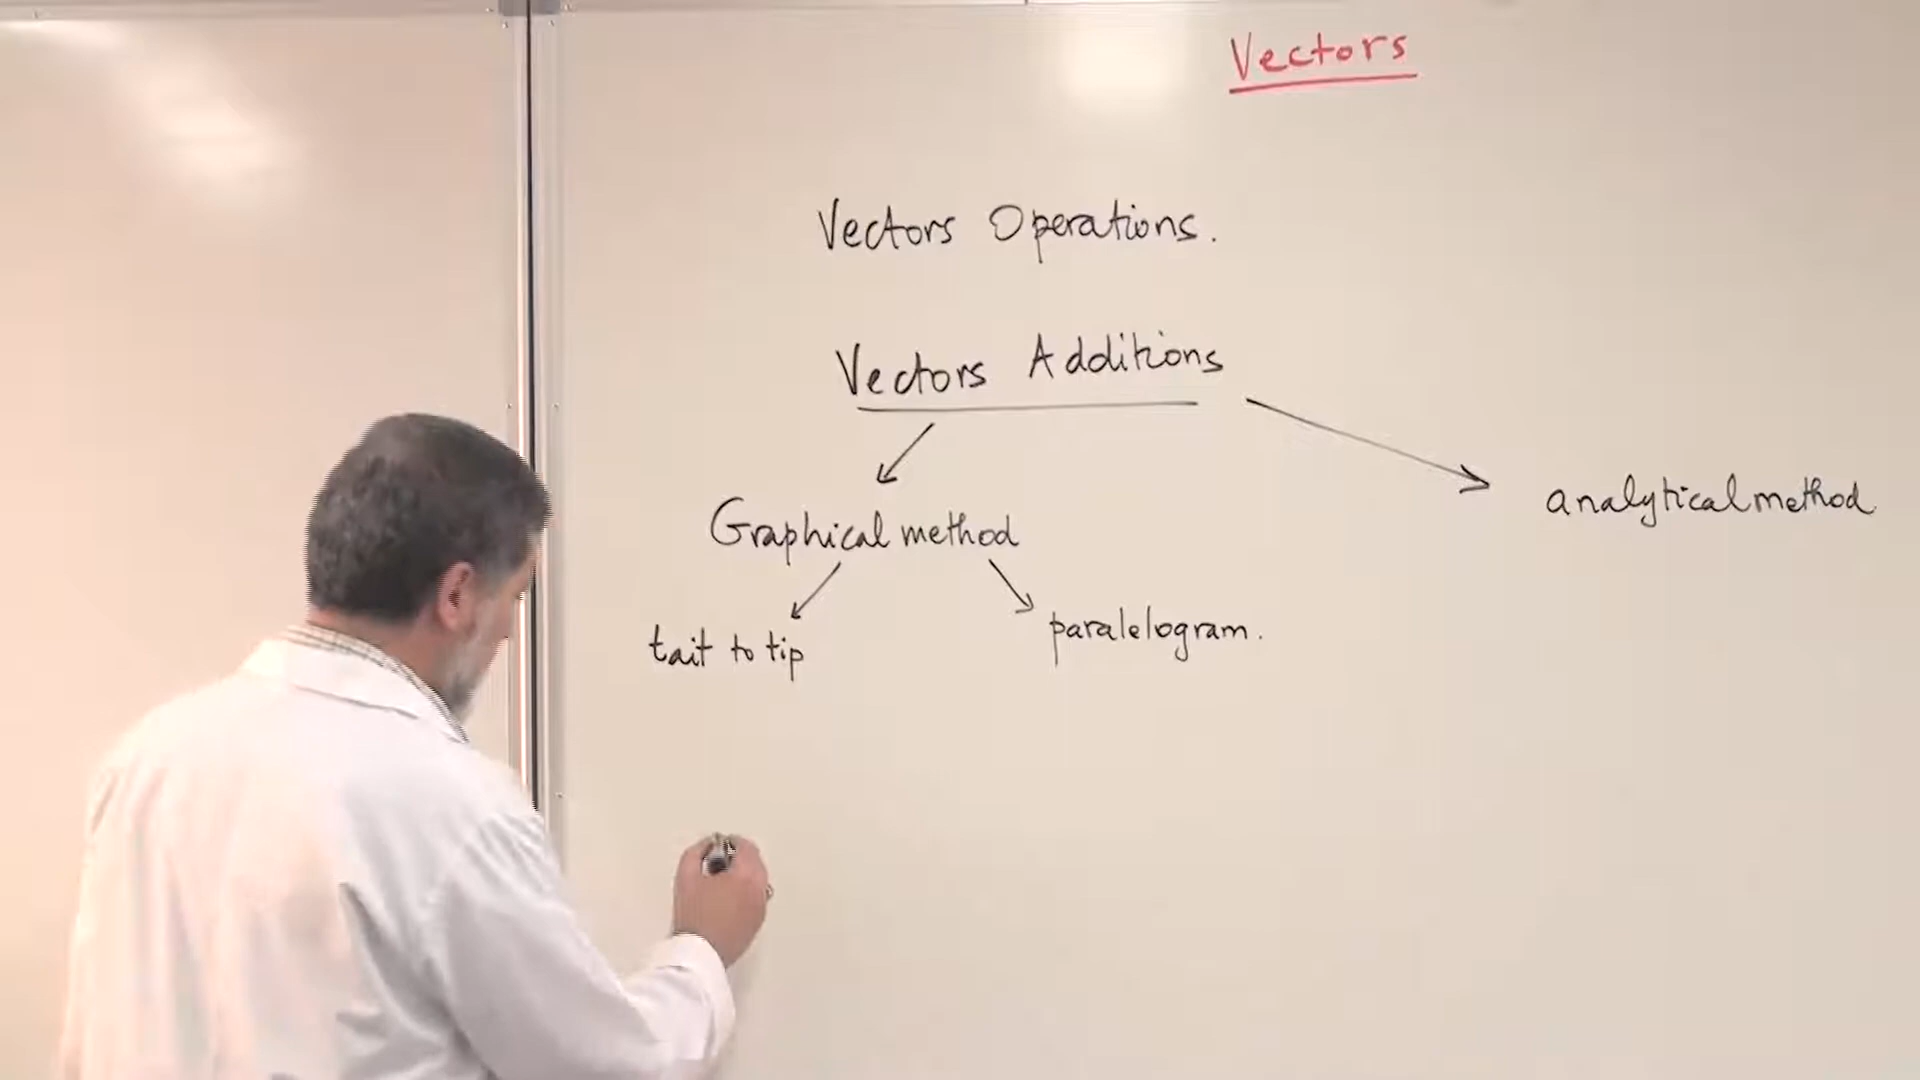 Vectors
Vectors Operations.
Vectors Additions
Graphical method
analytical method
tait to tip
paralelogram.